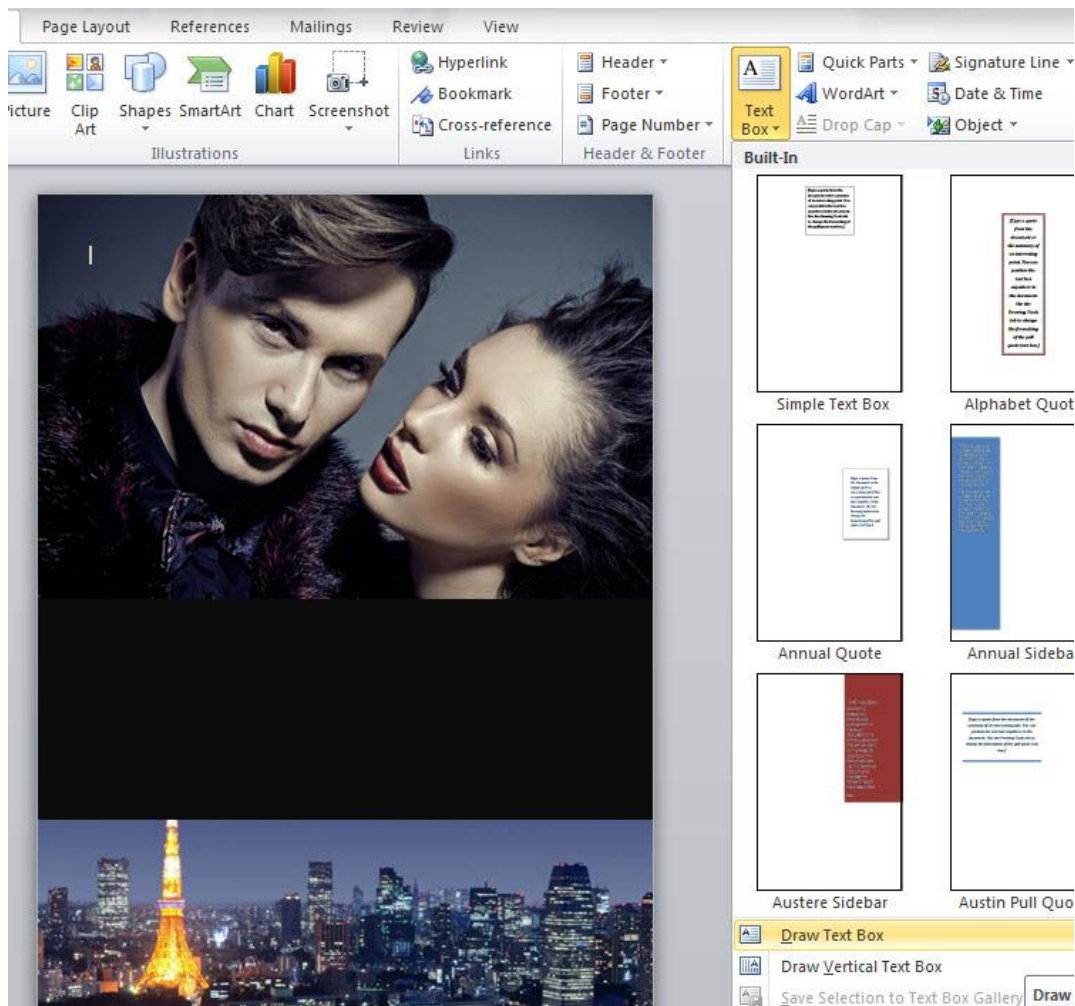 Page Layout References Mailings Review View
Picture
Clip Art
Shapes
SmartArt
Chart
Screenshot
Illustrations
Hyperlink
Bookmark
Cross-reference
Links
Header
Footer
Page Number
Header & Footer
Text Box
Quick Parts
WordArt
Drop Cap
Signature Line
Date & Time
Object
Built-In
Simple Text Box
Alphabet Quot
Annual Quote
Annual Sideba
Austere Sidebar
Austin Pull Quo
Draw Text Box
Draw Vertical Text Box
Save Selection to Text Box Gallery
Draw